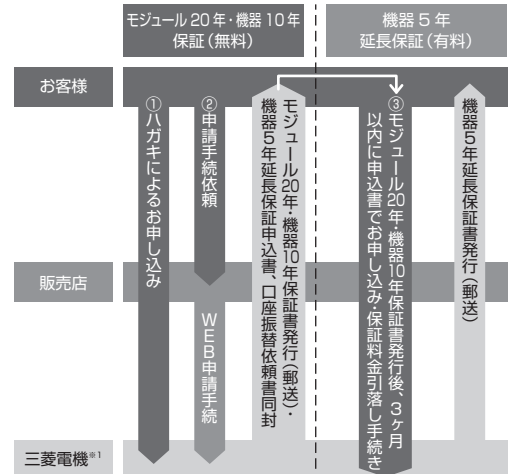 モジュール20年・機器10年
保証（無料）
機器5年
延長保証（有料）
お客様
販売店
三菱電機※1
①ハガキによるお申し込み
②申請手続依頼
WEB申請手続
モジュール20年・機器10年保証書発行（郵送）・
機器5年延長保証申込書、口座振替依頼書同封
③モジュール20年・機器10年保証書発行後、3ヶ月
以内に申込書でお申し込み・保証料金引落し手続き
機器5年延長保証書発行（郵送）